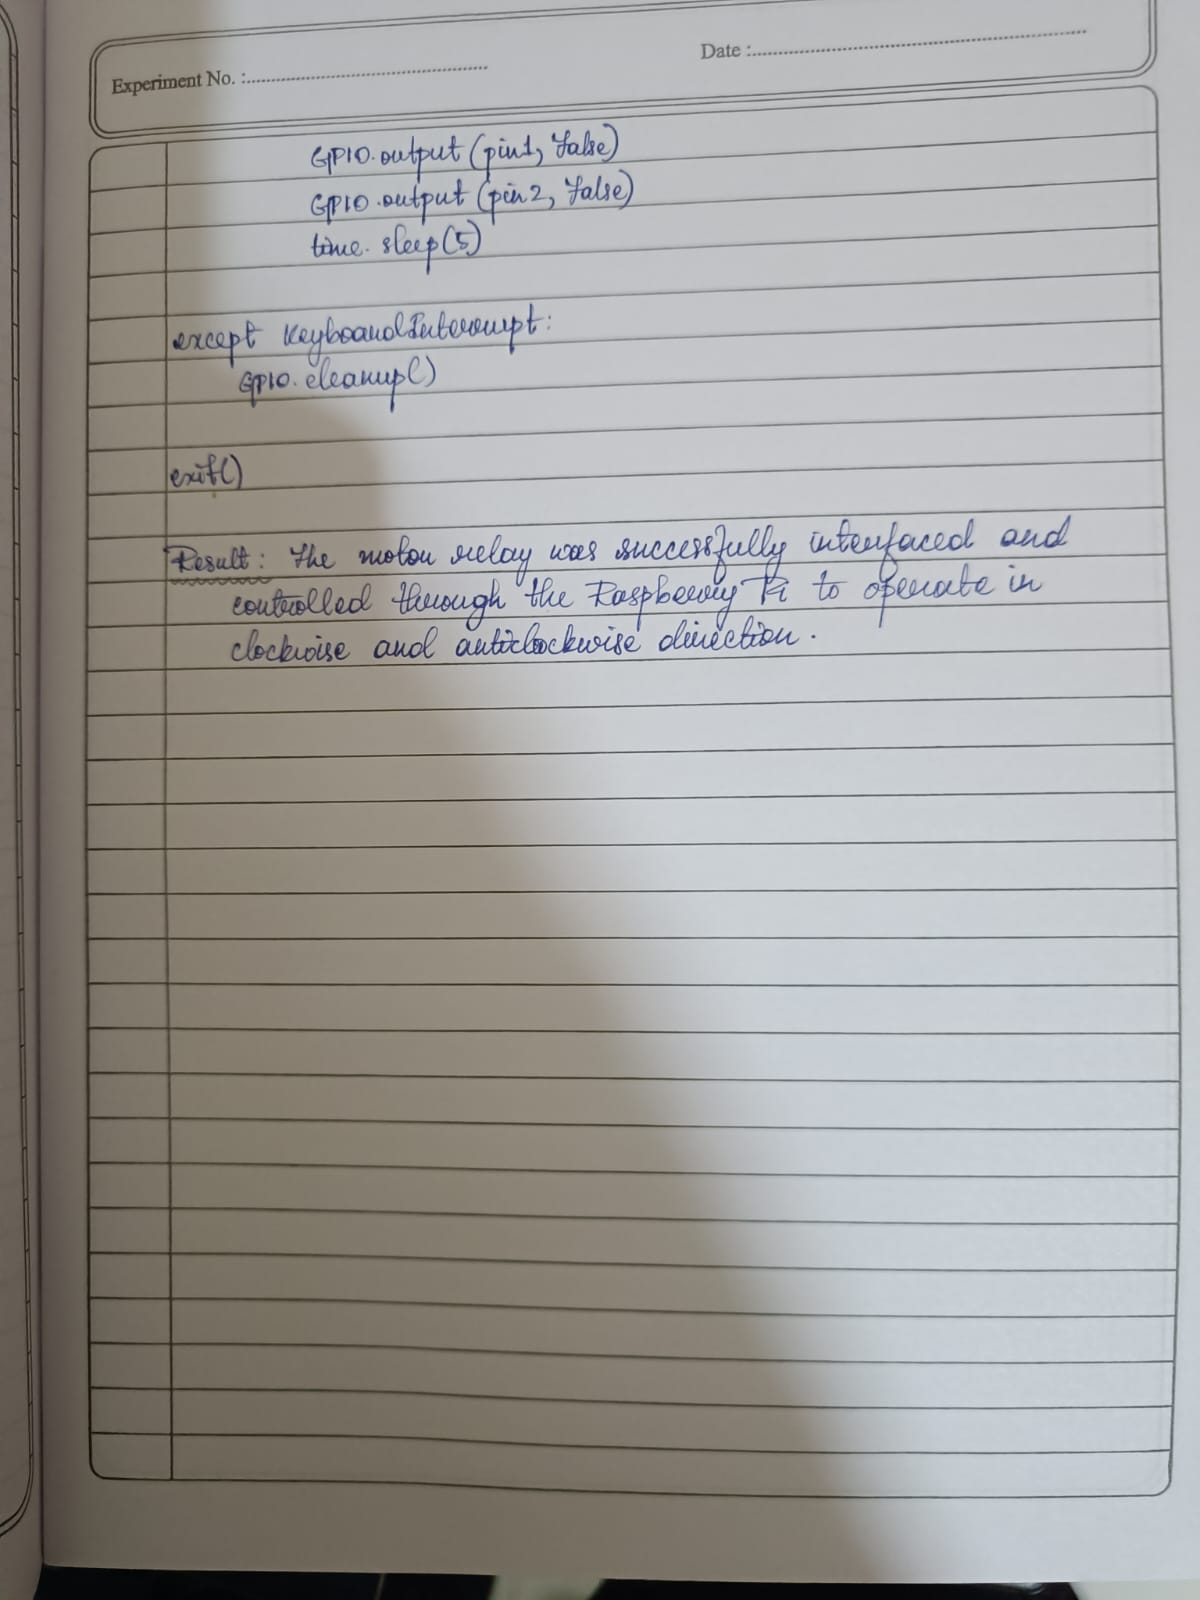 Experiment No. :
Date :
GPIO.output (pin1, False)
GPIO.output (pin2, False)
time.sleep(5)
except KeyboardInterrupt:
GPIO.cleanup()
exit()
Result: The motor relay was successfully interfaced and
controlled through the Raspberry Pi to operate in
clockwise and anticlockwise direction.